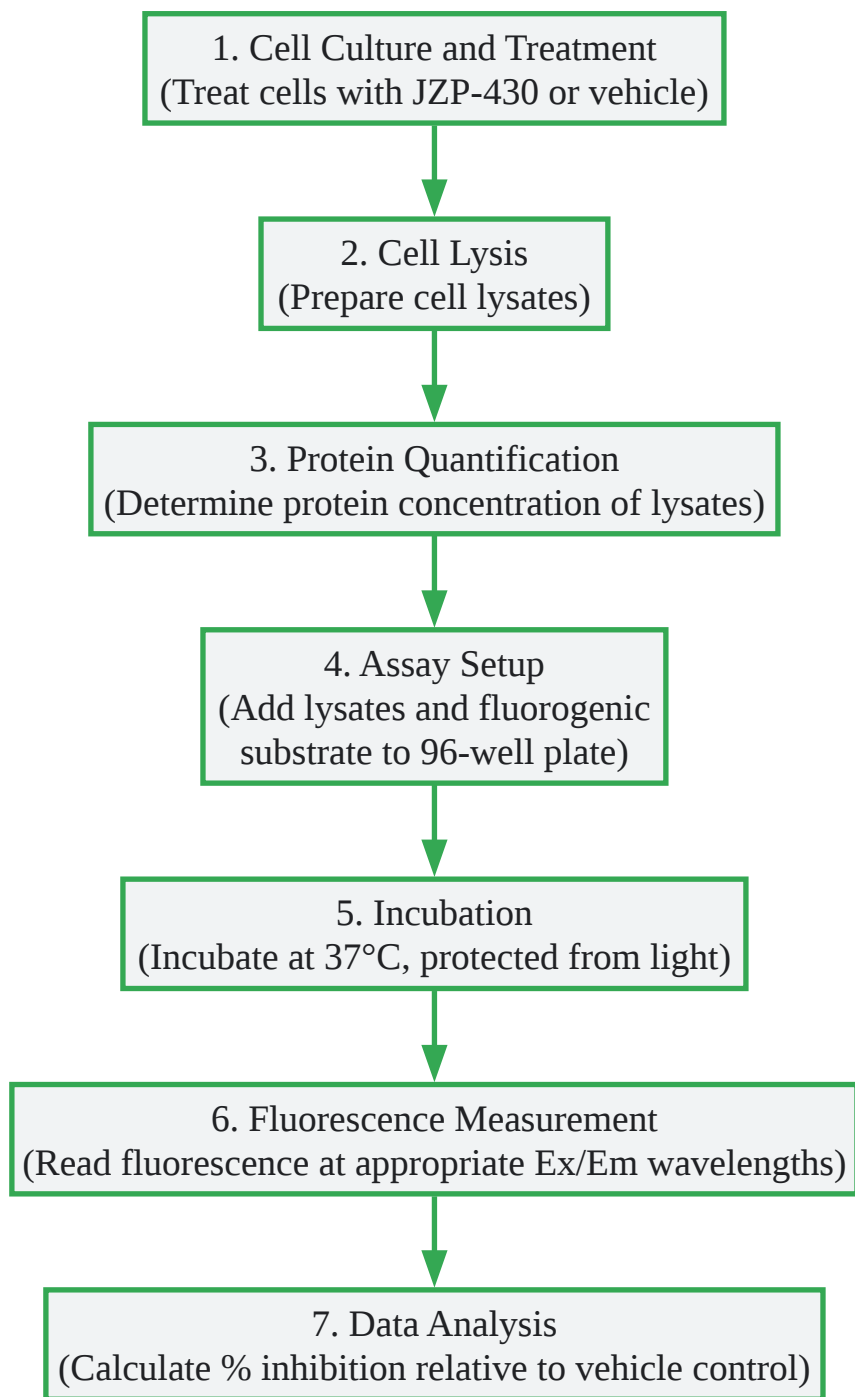 1. Cell Culture and Treatment
(Treat cells with JZP-430 or vehicle)
2. Cell Lysis
(Prepare cell lysates)
3. Protein Quantification
(Determine protein concentration of lysates)
4. Assay Setup
(Add lysates and fluorogenic
substrate to 96-well plate)
5. Incubation
(Incubate at 37°C, protected from light)
6. Fluorescence Measurement
(Read fluorescence at appropriate Ex/Em wavelengths)
7. Data Analysis
(Calculate % inhibition relative to vehicle control)